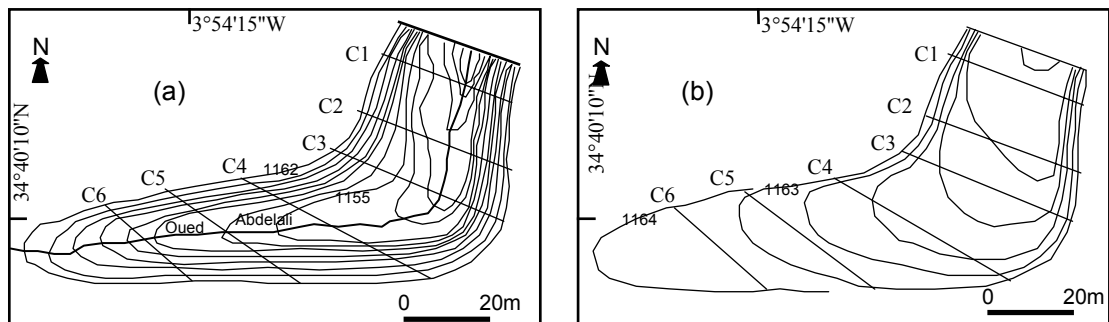 3°54'15"W
N
C1
(a)
34°40'10"N
C2
C3
1162
C4
C5
1155
C6
Oued
Abdelali
0
20m
3°54'15"W
N
C1
(b)
34°40'10"N
C2
C3
C4
C5
1163
C6
1164
0
20m